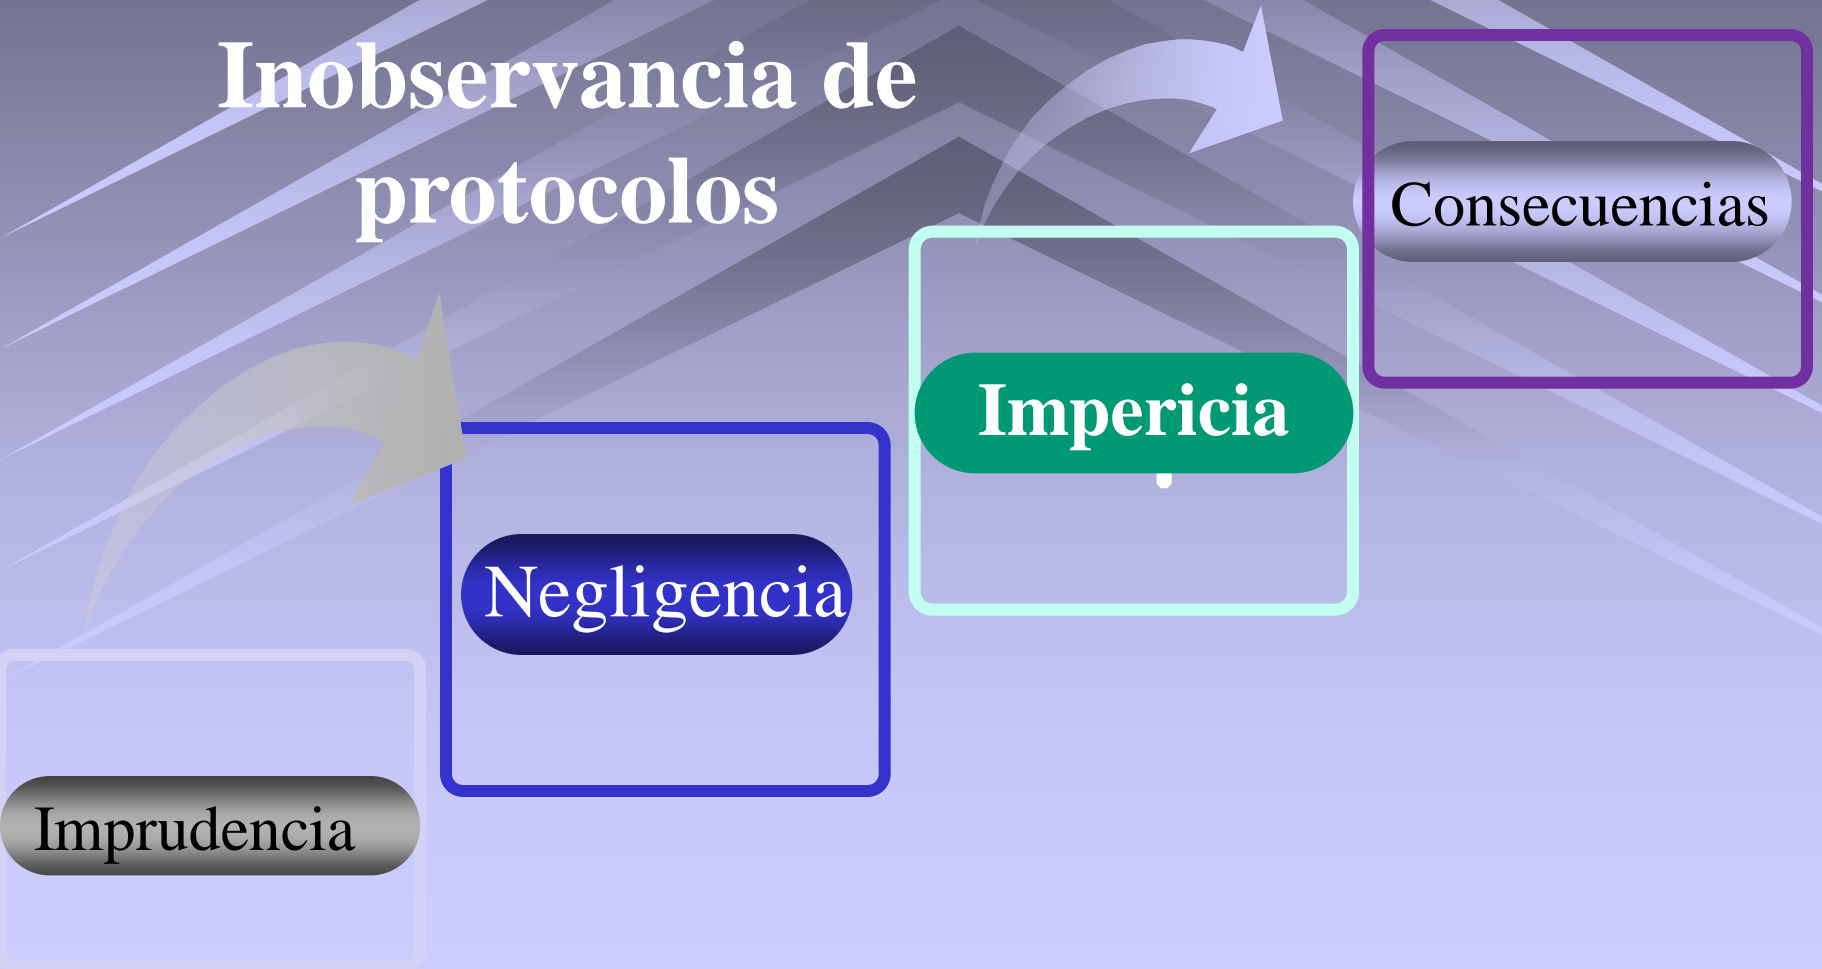 Inobservancia de
protocolos
Consecuencias
Impericia
Negligencia
Imprudencia